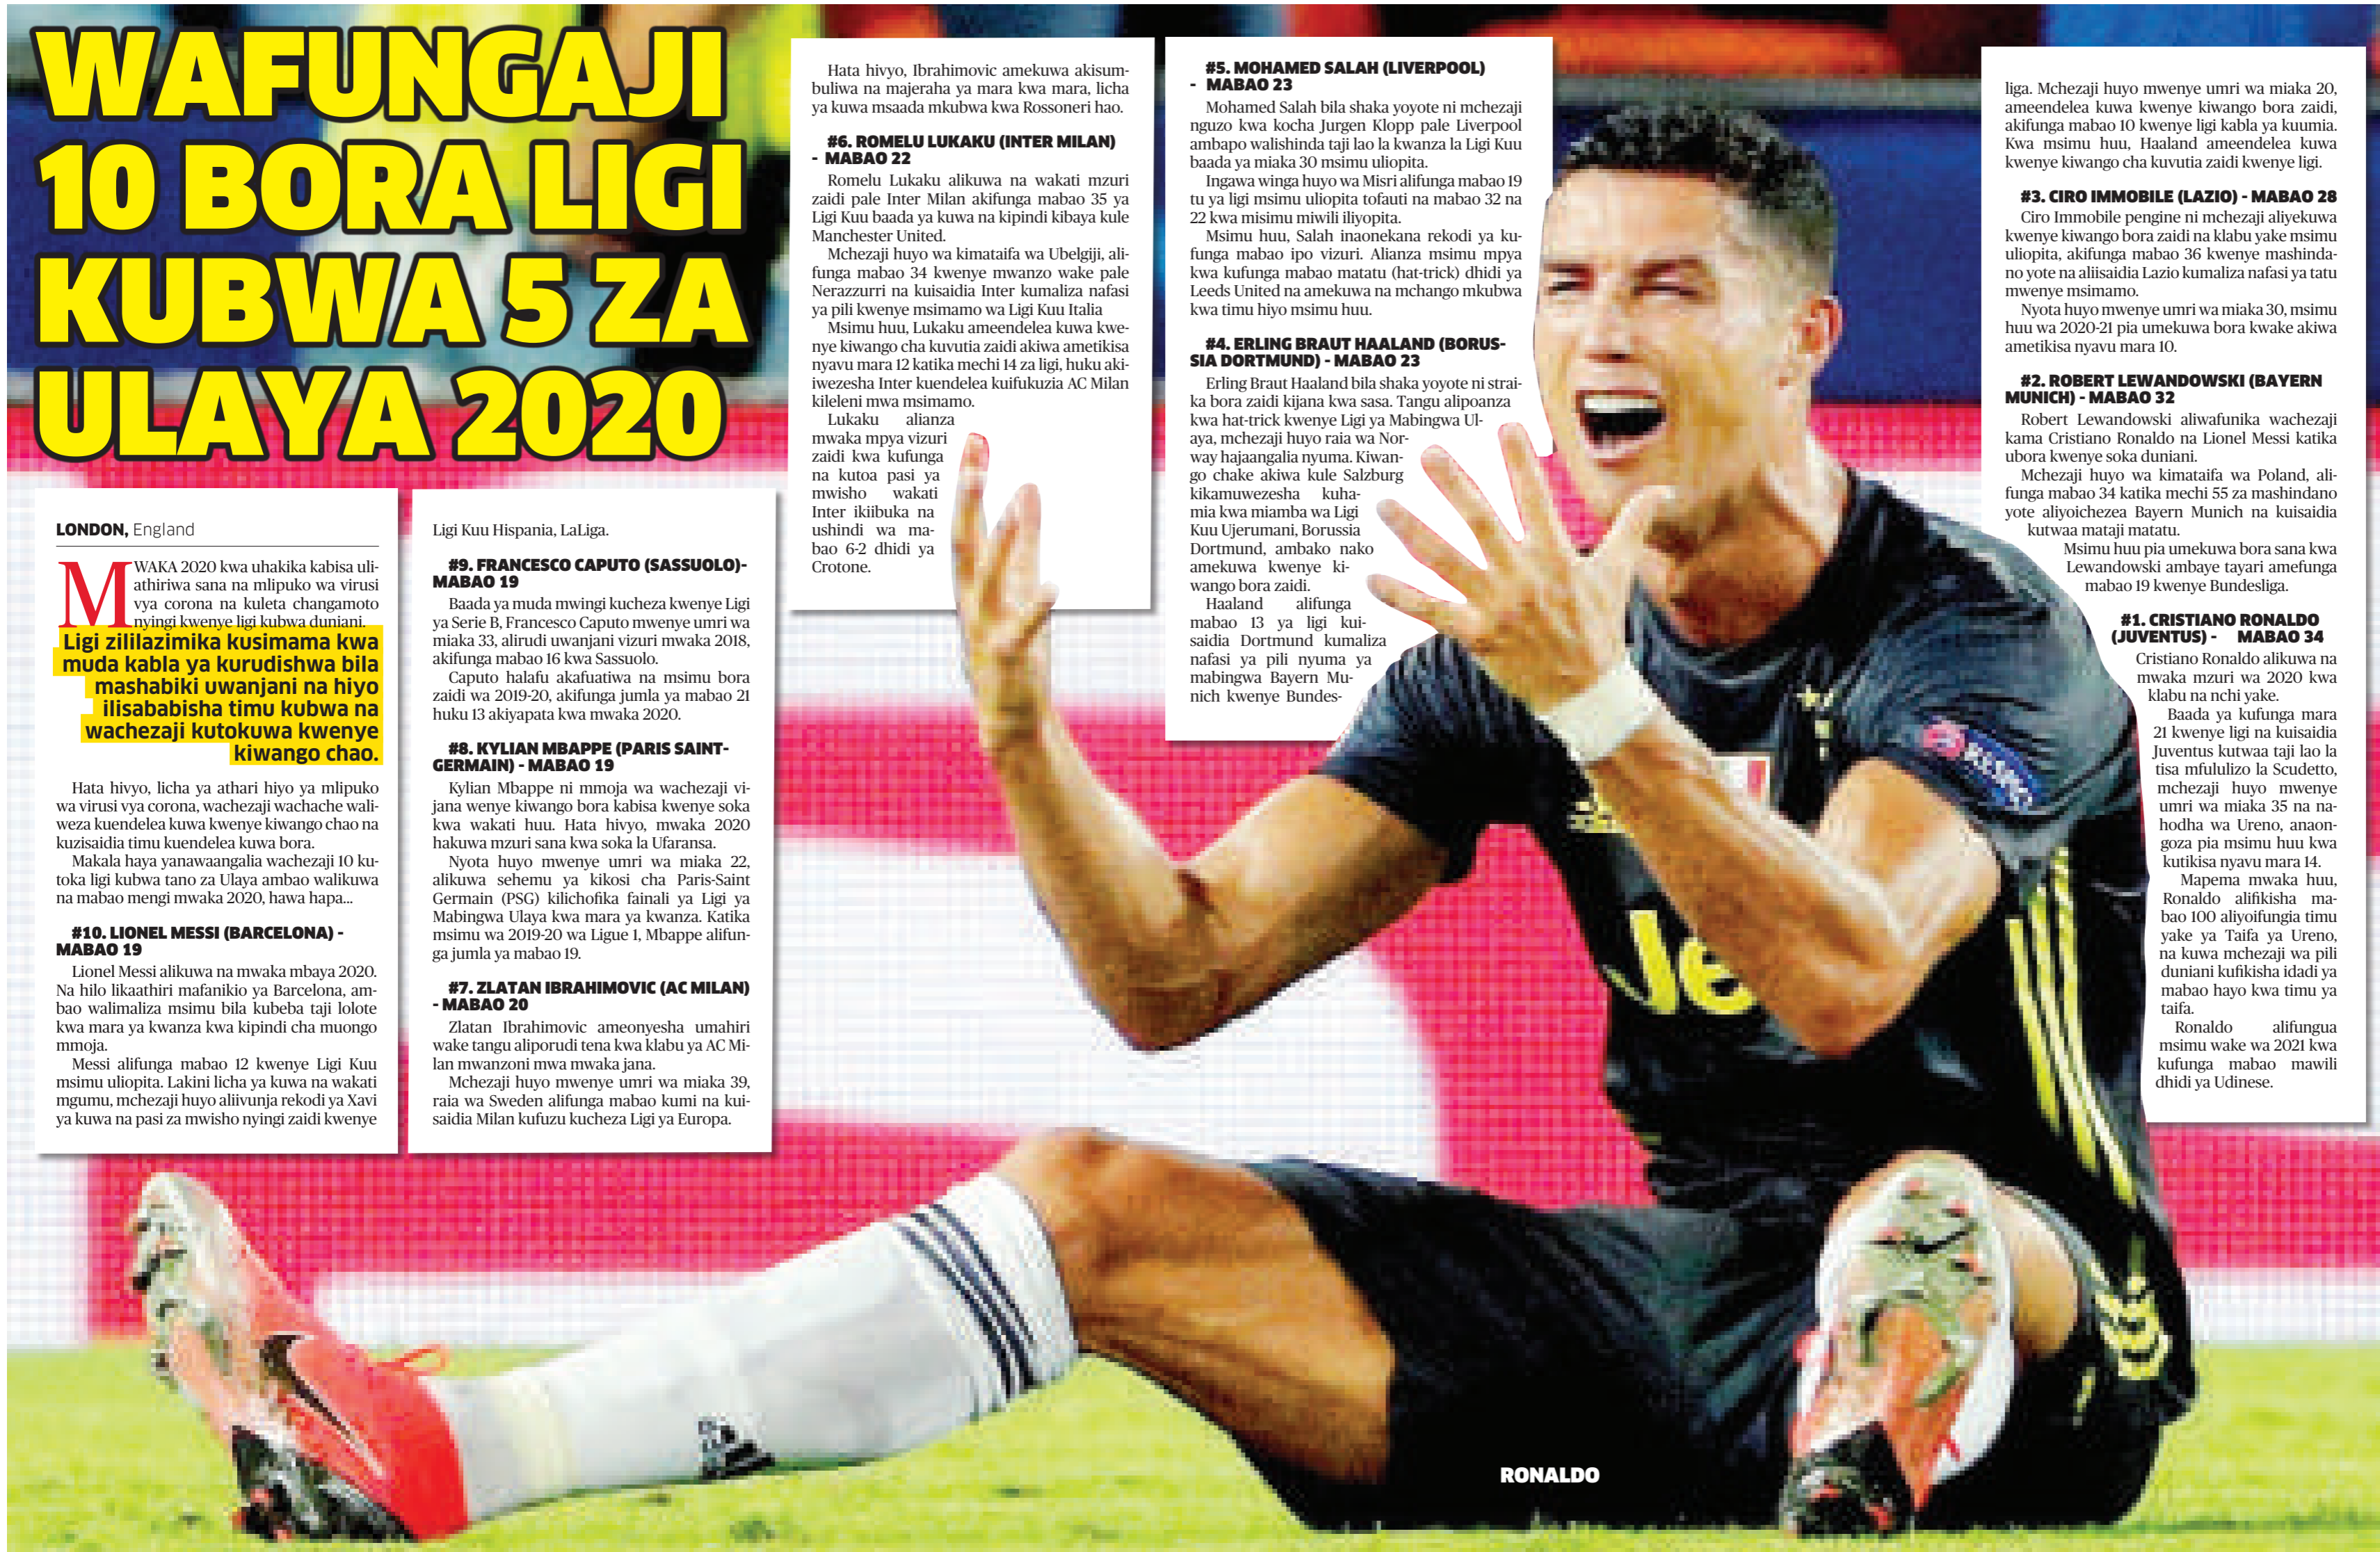 WAFUNGAJI
10 BORA LIGI
KUBWA 5 ZA
ULAYA 2020
LONDON, England
MWAKA 2020 kwa uhakika kabisa uli-
athiriwa sana na mlipuko wa virusi
vya corona na kuleta changamoto
nyingi kwenye ligi kubwa duniani.
Ligi zililazimika kusimama kwa
muda kabla ya kurudishwa bila
mashabiki uwanjani na hiyo
ilisababisha timu kubwa na
wachezaji kutokuwa kwenye
kiwango chao.
Hata hivyo, licha ya athari hiyo ya mlipuko
wa virusi vya corona, wachezaji wachache wali-
weza kuendelea kuwa kwenye kiwango chao na
kuzisaidia timu kuendelea kuwa bora.
Makala haya yanawaangalia wachezaji 10 ku-
toka ligi kubwa tano za Ulaya ambao walikuwa
na mabao mengi mwaka 2020, hawa hapa...
#10. LIONEL MESSI (BARCELONA) -
MABAO 19
Lionel Messi alikuwa na mwaka mbaya 2020.
Na hilo likaathiri mafanikio ya Barcelona, am-
bao walimaliza msimu bila kubeba taji lolote
kwa mara ya kwanza kwa kipindi cha muongo
mmoja.
Messi alifunga mabao 12 kwenye Ligi Kuu
msimu uliopita. Lakini licha ya kuwa na wakati
mgumu, mchezaji huyo aliivunja rekodi ya Xavi
ya kuwa na pasi za mwisho nyingi zaidi kwenye
Ligi Kuu Hispania, LaLiga.
#9. FRANCESCO CAPUTO (SASSUOLO)-
MABAO 19
Baada ya muda mwingi kucheza kwenye Ligi
ya Serie B, Francesco Caputo mwenye umri wa
miaka 33, alirudi uwanjani vizuri mwaka 2018,
akifunga mabao 16 kwa Sassuolo.
Caputo halafu akafuatiwa na msimu bora
zaidi wa 2019-20, akifunga jumla ya mabao 21
huku 13 akiyapata kwa mwaka 2020.
#8. KYLIAN MBAPPE (PARIS SAINT-
GERMAIN) - MABAO 19
Kylian Mbappe ni mmoja wa wachezaji vi-
jana wenye kiwango bora kabisa kwenye soka
kwa wakati huu. Hata hivyo, mwaka 2020
hakuwa mzuri sana kwa soka la Ufaransa.
Nyota huyo mwenye umri wa miaka 22,
alikuwa sehemu ya kikosi cha Paris-Saint
Germain (PSG) kilichofika fainali ya Ligi ya
Mabingwa Ulaya kwa mara ya kwanza. Katika
msimu wa 2019-20 wa Ligue 1, Mbappe alifun-
ga jumla ya mabao 19.
#7. ZLATAN IBRAHIMOVIC (AC MILAN)
- MABAO 20
Zlatan Ibrahimovic ameonyesha umahiri
wake tangu aliporudi tena kwa klabu ya AC Mi-
lan mwanzoni mwa mwaka jana.
Mchezaji huyo mwenye umri wa miaka 39,
raia wa Sweden alifunga mabao kumi na kui-
saidia Milan kufuzu kucheza Ligi ya Europa.
Hata hivyo, Ibrahimovic amekuwa akisum-
buliwa na majeraha ya mara kwa mara, licha
ya kuwa msaada mkubwa kwa Rossoneri hao.
#6. ROMELU LUKAKU (INTER MILAN)
- MABAO 22
Romelu Lukaku alikuwa na wakati mzuri
zaidi pale Inter Milan akifunga mabao 35 ya
Ligi Kuu baada ya kuwa na kipindi kibaya kule
Manchester United.
Mchezaji huyo wa kimataifa wa Ubelgiji, ali-
funga mabao 34 kwenye mwanzo wake pale
Nerazzurri na kuisaidia Inter kumaliza nafasi
ya pili kwenye msimamo wa Ligi Kuu Italia
Msimu huu, Lukaku ameendelea kuwa kwe-
nye kiwango cha kuvutia zaidi akiwa ametikisa
nyavu mara 12 katika mechi 14 za ligi, huku aki-
iwezesha Inter kuendelea kuifukuzia AC Milan
kileleni mwa msimamo.
Lukaku alianza
mwaka mpya vizuri
zaidi kwa kufunga
na kutoa pasi ya
mwisho wakati
Inter ikiibuka na
ushindi wa ma-
bao 6-2 dhidi ya
Crotone.
#5. MOHAMED SALAH (LIVERPOOL)
- MABAO 23
Mohamed Salah bila shaka yoyote ni mchezaji
nguzo kwa kocha Jurgen Klopp pale Liverpool
ambapo walishinda taji lao la kwanza la Ligi Kuu
baada ya miaka 30 msimu uliopita.
Ingawa winga huyo wa Misri alifunga mabao 19
tu ya ligi msimu uliopita tofauti na mabao 32 na
22 kwa misimu miwili iliyopita.
Msimu huu, Salah inaonekana rekodi ya ku-
funga mabao ipo vizuri. Alianza msimu mpya
kwa kufunga mabao matatu (hat-trick) dhidi ya
Leeds United na amekuwa na mchango mkubwa
kwa timu hiyo msimu huu.
#4. ERLING BRAUT HAALAND (BORUS-
SIA DORTMUND) - MABAO 23
Erling Braut Haaland bila shaka yoyote ni strai-
ka bora zaidi kijana kwa sasa. Tangu alipoanza
kwa hat-trick kwenye Ligi ya Mabingwa Ul-
aya, mchezaji huyo raia wa Nor-
way hajaangalia nyuma. Kiwan-
go chake akiwa kule Salzburg
kikamuwezesha kuha-
mia kwa miamba wa Ligi
Kuu Ujerumani, Borussia
Dortmund, ambako nako
amekuwa kwenye ki-
wango bora zaidi.
Haaland alifunga
mabao 13 ya ligi kui-
saidia Dortmund kumaliza
nafasi ya pili nyuma ya
mabingwa Bayern Mu-
nich kwenye Bundes-
liga. Mchezaji huyo mwenye umri wa miaka 20,
ameendelea kuwa kwenye kiwango bora zaidi,
akifunga mabao 10 kwenye ligi kabla ya kuumia.
Kwa msimu huu, Haaland ameendelea kuwa
kwenye kiwango cha kuvutia zaidi kwenye ligi.
#3. CIRO IMMOBILE (LAZIO) - MABAO 28
Ciro Immobile pengine ni mchezaji aliyekuwa
kwenye kiwango bora zaidi na klabu yake msimu
uliopita, akifunga mabao 36 kwenye mashinda-
no yote na aliisaidia Lazio kumaliza nafasi ya tatu
mwenye msimamo.
Nyota huyo mwenye umri wa miaka 30, msimu
huu wa 2020-21 pia umekuwa bora kwake akiwa
ametikisa nyavu mara 10.
#2. ROBERT LEWANDOWSKI (BAYERN
MUNICH) - MABAO 32
Robert Lewandowski aliwafunika wachezaji
kama Cristiano Ronaldo na Lionel Messi katika
ubora kwenye soka duniani.
Mchezaji huyo wa kimataifa wa Poland, ali-
funga mabao 34 katika mechi 55 za mashindano
yote aliyoichezea Bayern Munich na kuisaidia
kutwaa mataji matatu.
Msimu huu pia umekuwa bora sana kwa
Lewandowski ambaye tayari amefunga
mabao 19 kwenye Bundesliga.
#1. CRISTIANO RONALDO
(JUVENTUS) - MABAO 34
Cristiano Ronaldo alikuwa na
mwaka mzuri wa 2020 kwa
klabu na nchi yake.
Baada ya kufunga mara
21 kwenye ligi na kuisaidia
Juventus kutwaa taji lao la
tisa mfululizo la Scudetto,
mchezaji huyo mwenye
umri wa miaka 35 na na-
hodha wa Ureno, anaon-
goza pia msimu huu kwa
kutikisa nyavu mara 14.
Mapema mwaka huu,
Ronaldo alifikisha ma-
bao 100 aliyoifungia timu
yake ya Taifa ya Ureno,
na kuwa mchezaji wa pili
duniani kufikisha idadi ya
mabao hayo kwa timu ya
taifa.
Ronaldo alifungua
msimu wake wa 2021 kwa
kufunga mabao mawili
dhidi ya Udinese.
Je
RONALDO